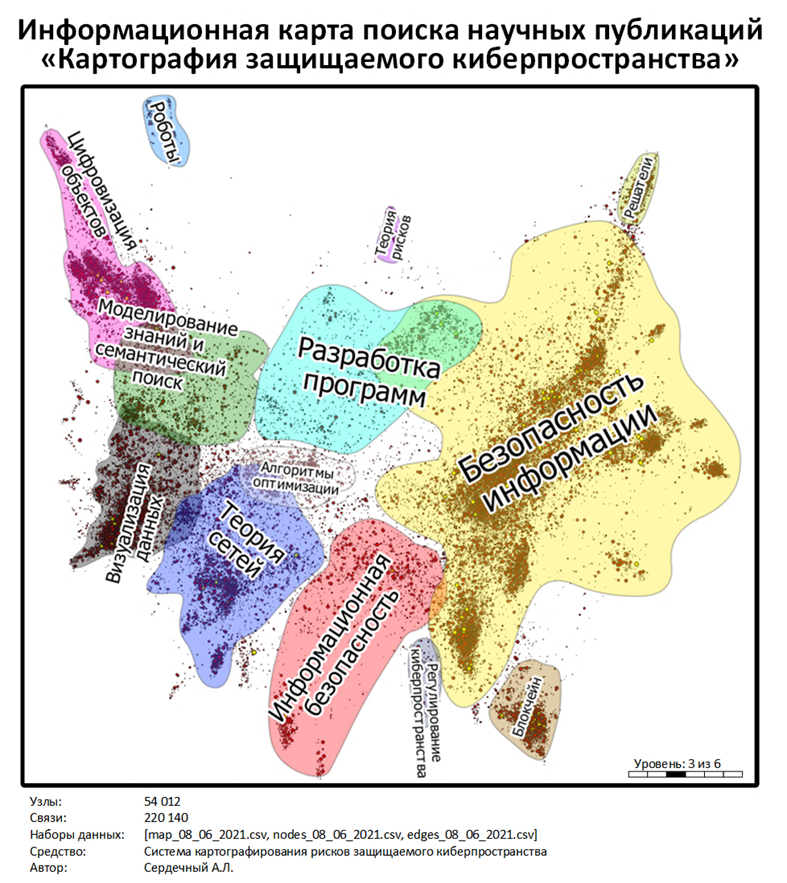 Информационная карта поиска научных публикаций
«Картография защищаемого киберпространства»
Роботы
Цифровизация
объектов
Решатели
Теория
рисков
Моделирование
знаний и
семантический
поиск
Разработка
программ
Безопасность
информации
Алгоритмы
оптимизации
Визуализация
данных
Теория
сетей
Информационная
безопасность
Регулирование
киберпространства
Блокчейн
Уровень: 3 из 6
Узлы: 54 012
Связи: 220 140
Наборы данных: [map_08_06_2021.csv, nodes_08_06_2021.csv, edges_08_06_2021.csv]
Средство: Система картографирования рисков защищаемого киберпространства
Автор: Сердечный А.Л.